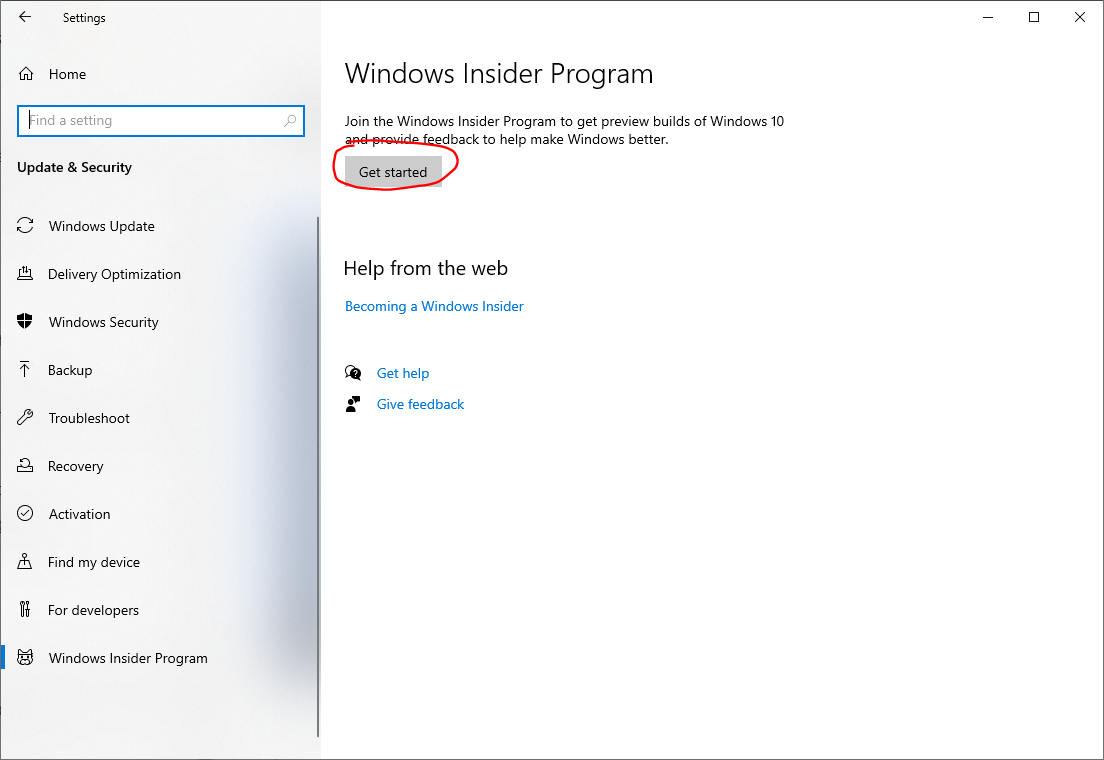 Settings
Home
Find a setting
Update & Security
Windows Update
Delivery Optimization
Windows Security
Backup
Troubleshoot
Recovery
Activation
Find my device
For developers
Windows Insider Program
Windows Insider Program
Join the Windows Insider Program to get preview builds of Windows 10
and provide feedback to help make Windows better.
Get started
Help from the web
Becoming a Windows Insider
Get help
Give feedback